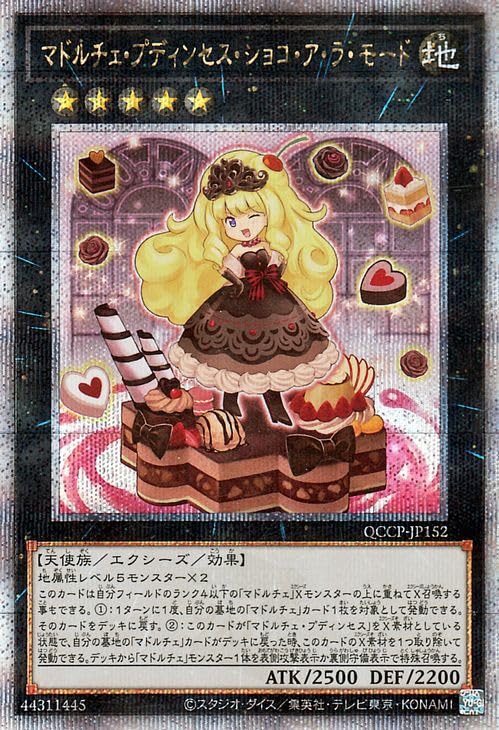 マドルチェ・プディンセス・ショコ・ア・ラ・モード 地
QCCP-JP152
【天使族/エクシーズ/効果】
地属性レベル5モンスター×2
このカードは自分フィールドのランク4以下の「マドルチェ」Xモンスターの上に重ねてX召喚する
事もできる。①:1ターンに1度、自分の墓地の「マドルチェ」カード1枚を対象として発動できる。
そのカードをデッキに戻す。②:このカードが「マドルチェ・プディンセス」をX素材としている
状態で、自分の墓地の「マドルチェ」カードがデッキに戻った時、このカードのX素材を1つ取り除いて
発動できる。デッキから「マドルチェ」モンスター1体を表側攻撃表示か裏側守備表示で特殊召喚する。
ATK/2500 DEF/2200
44311445 ©スタジオ・ダイス/集英社・テレビ東京・KONAMI